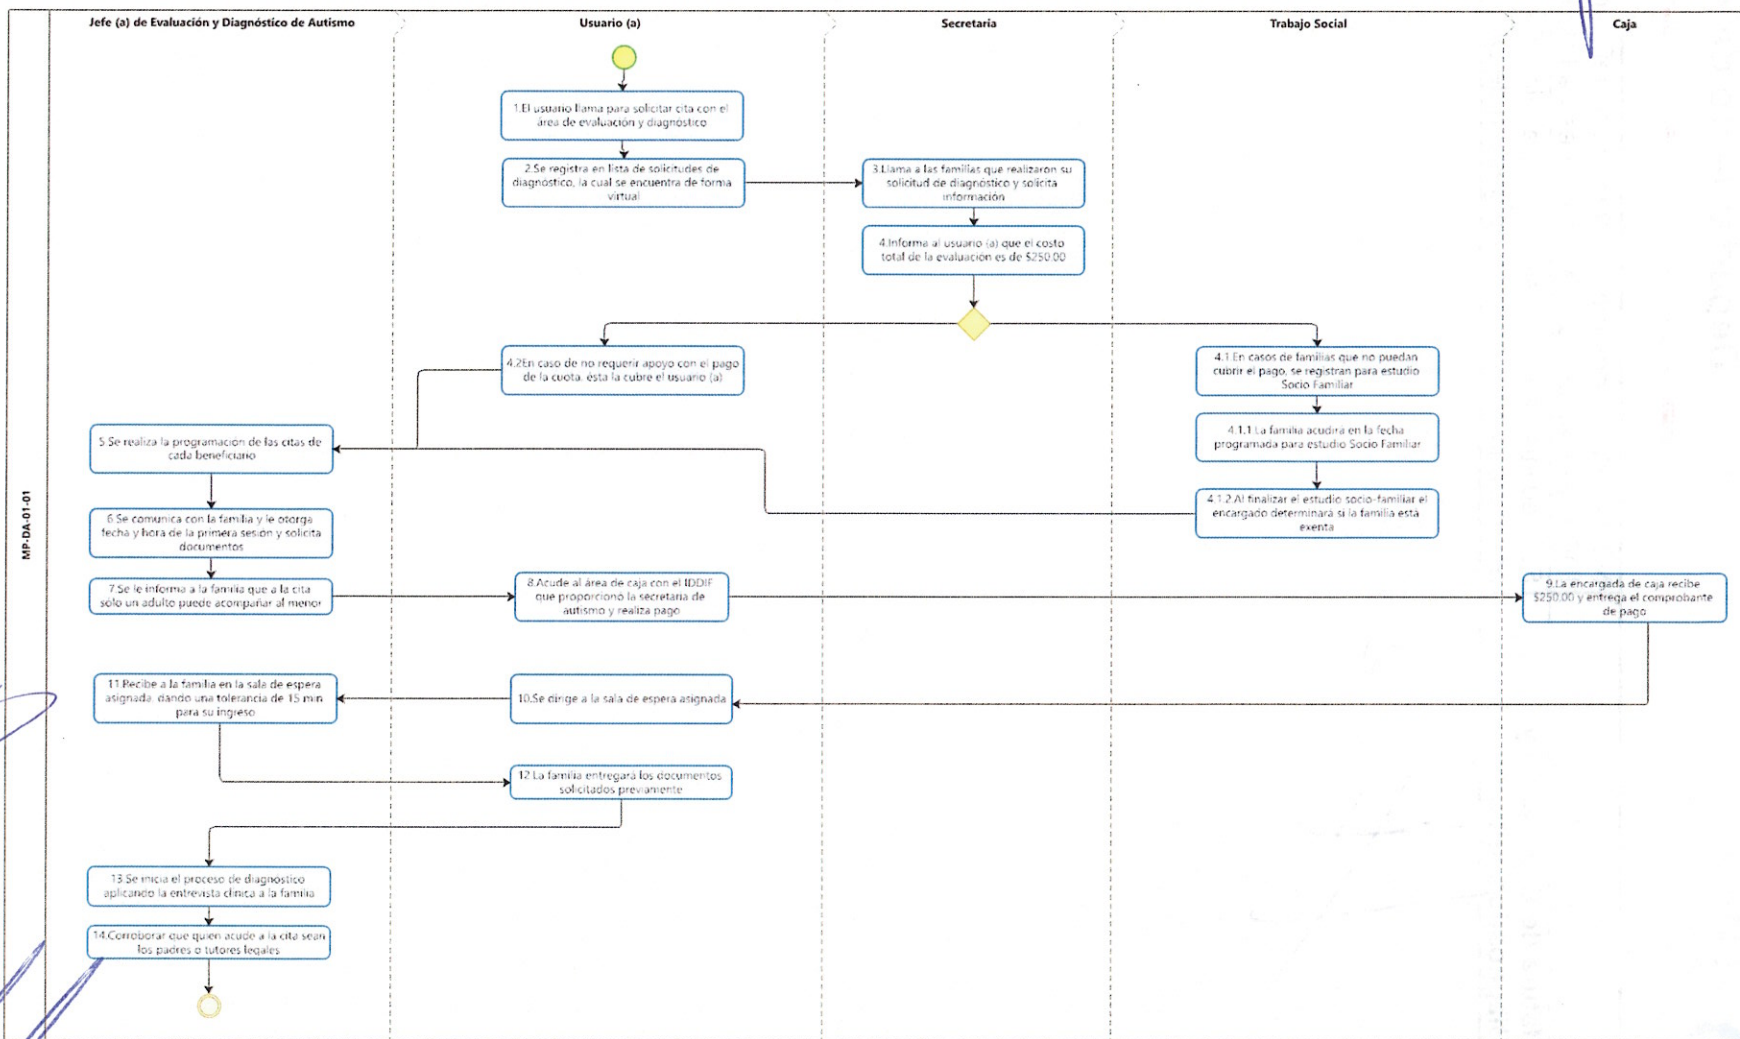 Jefe (a) de Evaluación y Diagnóstico de Autismo
Usuario (a)
Secretaria
Trabajo Social
Caja
MP-DA-01-01
1.El usuario llama para solicitar cita con el
área de evaluación y diagnóstico
2.Se registra en lista de solicitudes de
diagnóstico, la cual se encuentra de forma
virtual
3.Llama a las familias que realizaron su
solicitud de diagnóstico y solicita
información
4.Informa al usuario (a) que el costo
total de la evaluación es de $250.00
4.2En caso de no requerir apoyo con el pago
de la cuota, ésta la cubre el usuario (a)
4.1.En casos de familias que no puedan
cubrir el pago, se registran para estudio
Socio Familiar
4.1.1.La familia acudirá en la fecha
programada para estudio Socio Familiar
4.1.2.Al finalizar el estudio socio-familiar el
encargado determinará si la familia está
exenta
5.Se realiza la programación de las citas de
cada beneficiario
6.Se comunica con la familia y le otorga
fecha y hora de la primera sesión y solicita
documentos
7.Se le informa a la familia que a la cita
sólo un adulto puede acompañar al menor
8.Acude al área de caja con el IDDIF
que proporcionó la secretaria de
autismo y realiza pago
9.La encargada de caja recibe
$250.00 y entrega el comprobante
de pago
10.Se dirige a la sala de espera asignada
11.Recibe a la familia en la sala de espera
asignada, dando una tolerancia de 15 min
para su ingreso
12.La familia entregará los documentos
solicitados previamente
13.Se inicia el proceso de diagnóstico
aplicando la entrevista clínica a la familia
14.Corroborar que quien acude a la cita sean
los padres o tutores legales